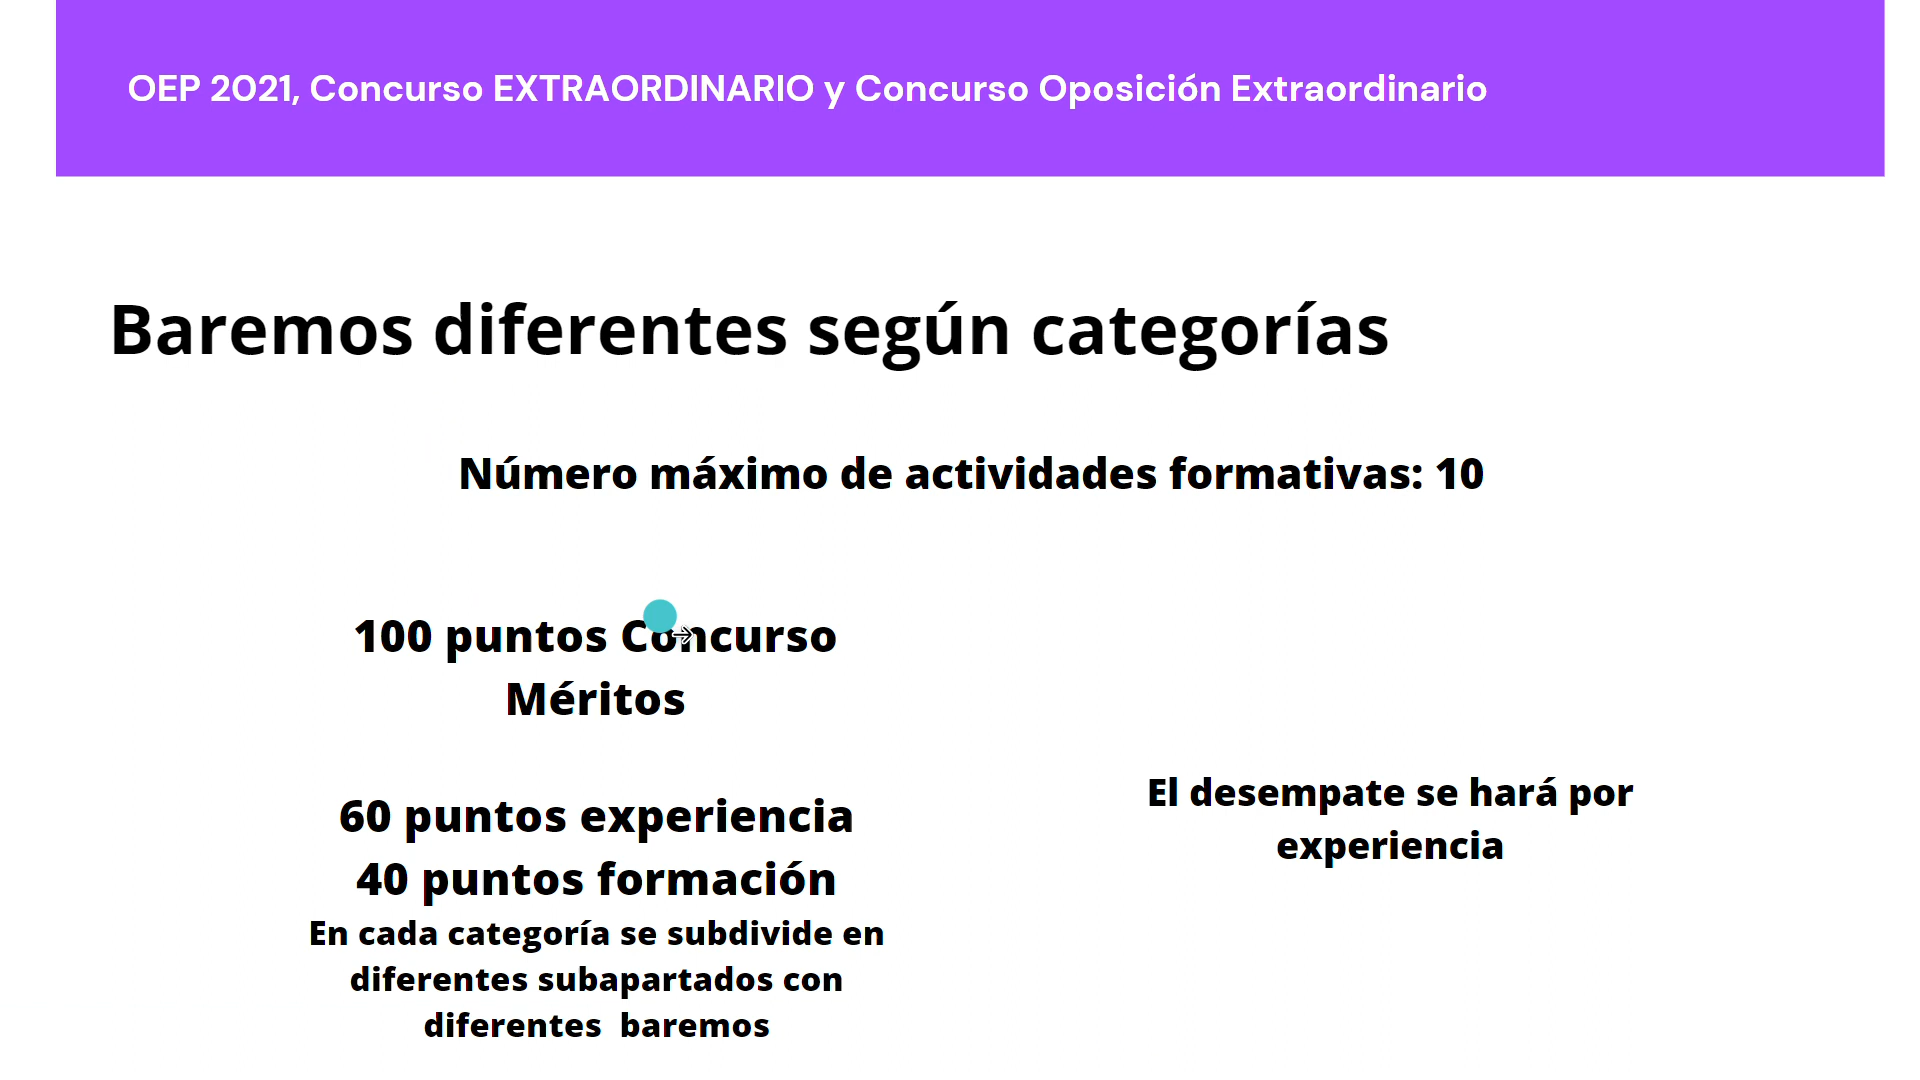 OEP 2021, Concurso EXTRAORDINARIO y Concurso Oposición Extraordinario
Baremos diferentes según categorías
Número máximo de actividades formativas: 10
100 puntos Concurso
Méritos
60 puntos experiencia
40 puntos formación
En cada categoría se subdivide en
diferentes subapartados con
diferentes baremos
El desempate se hará por
experiencia